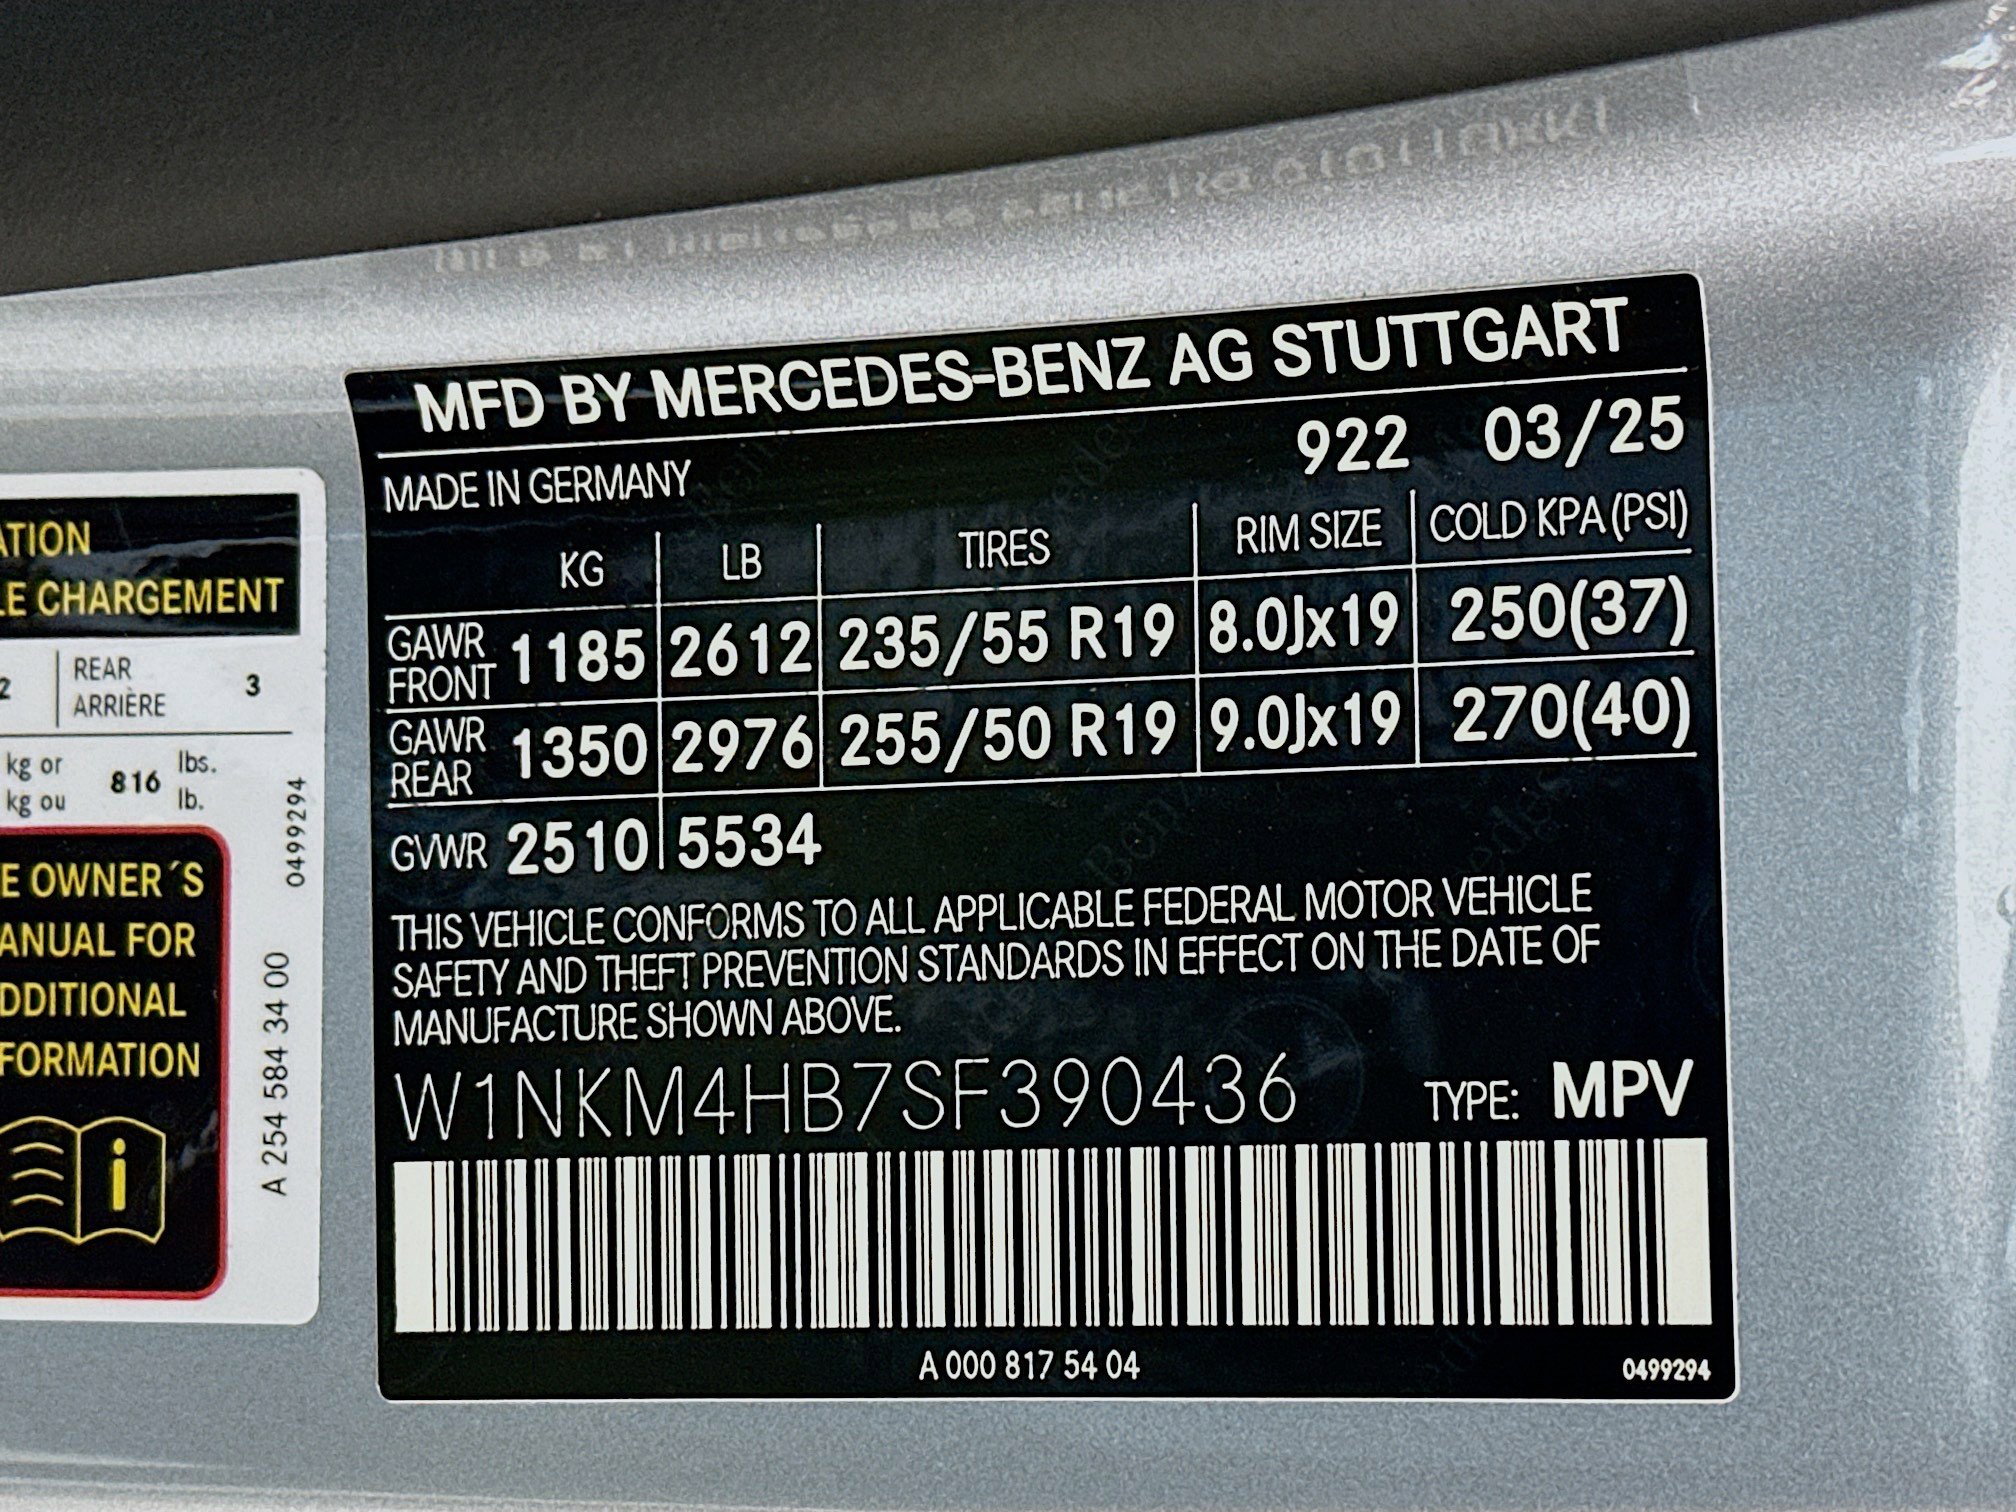 MFD BY MERCEDES-BENZ AG STUTTGART
MADE IN GERMANY 922 03/25
KG LB TIRES RIM SIZE COLD KPA (PSI)
GAWR FRONT 1185 2612 235/55 R19 8.0Jx19 250(37)
GAWR REAR 1350 2976 255/50 R19 9.0Jx19 270(40)
GVWR 2510 5534
THIS VEHICLE CONFORMS TO ALL APPLICABLE FEDERAL MOTOR VEHICLE
SAFETY AND THEFT PREVENTION STANDARDS IN EFFECT ON THE DATE OF
MANUFACTURE SHOWN ABOVE.
W1NKM4HB7SF390436 TYPE: MPV
A 000 817 54 04 0499294
ATION
LE CHARGEMENT
2 REAR
ARRIÈRE 3
kg or 816 lbs.
kg ou lb.
E OWNER´S
ANUAL FOR
DDITIONAL
FORMATION
i
0499294
A 254 584 34 00